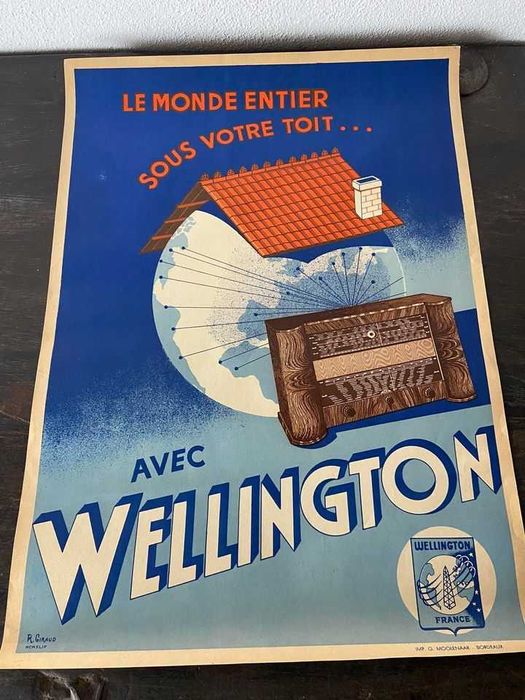 LE MONDE ENTIER
SOUS VOTRE TOIT...
AVEC
WELLINGTON
WELLINGTON
FRANCE
R. GIRAUD
IMP. G. MOOLENAAR - BORDEAUX